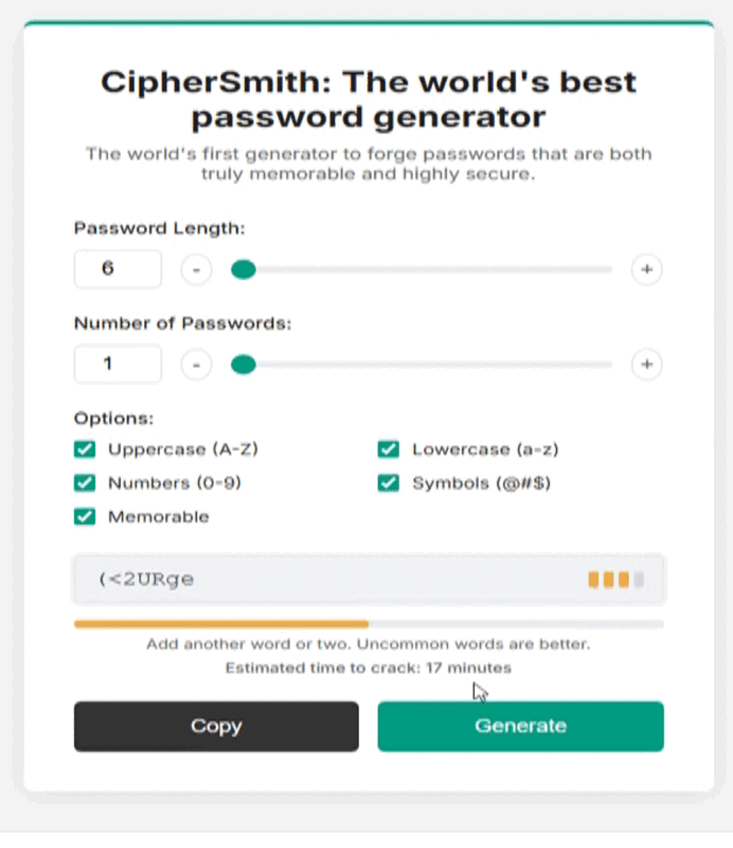 CipherSmith: The world's best
password generator
The world's first generator to forge passwords that are both
truly memorable and highly secure.
Password Length:
6 - +
Number of Passwords:
1 - +
Options:
Uppercase (A-Z) Lowercase (a-z)
Numbers (0-9) Symbols (@#$)
Memorable
(<2URge
Add another word or two. Uncommon words are better.
Estimated time to crack: 17 minutes
Copy Generate